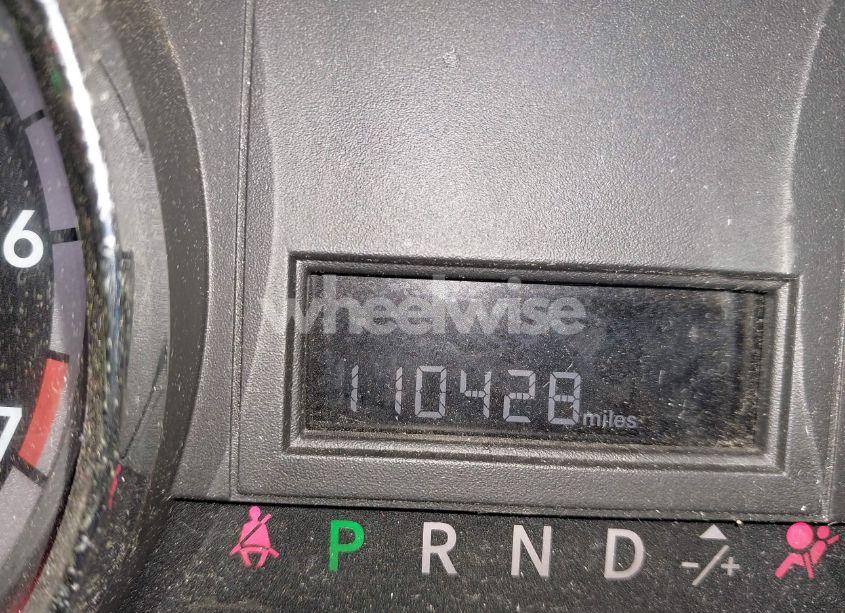 6
wheelwise
110428 miles
7
P R N D -/+